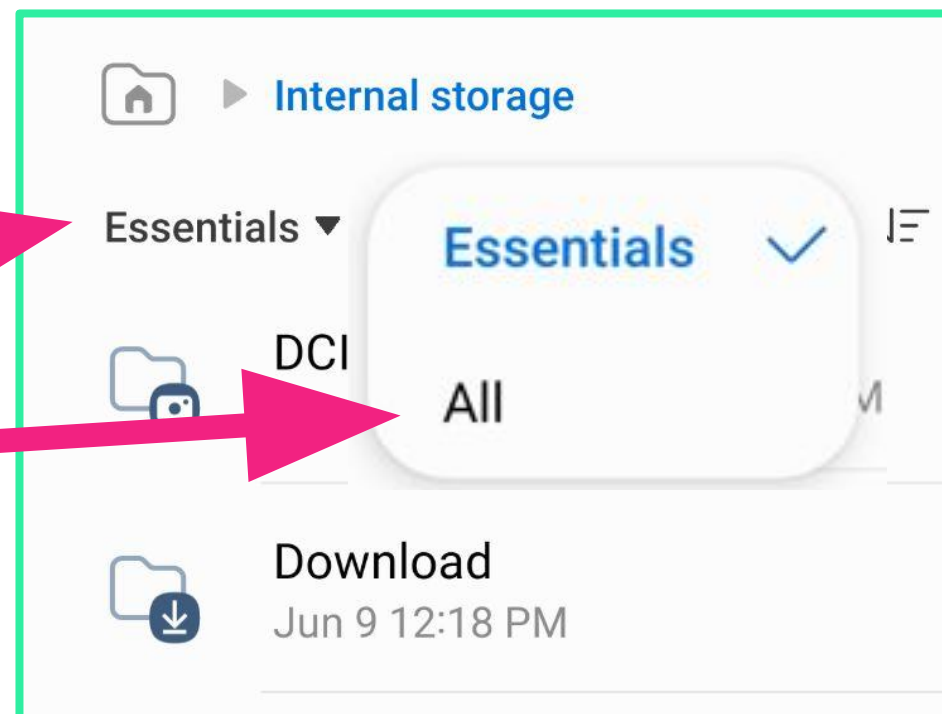 Internal storage
Essentials
Essentials
DCI
All
M
Download
Jun 9 12:18 PM